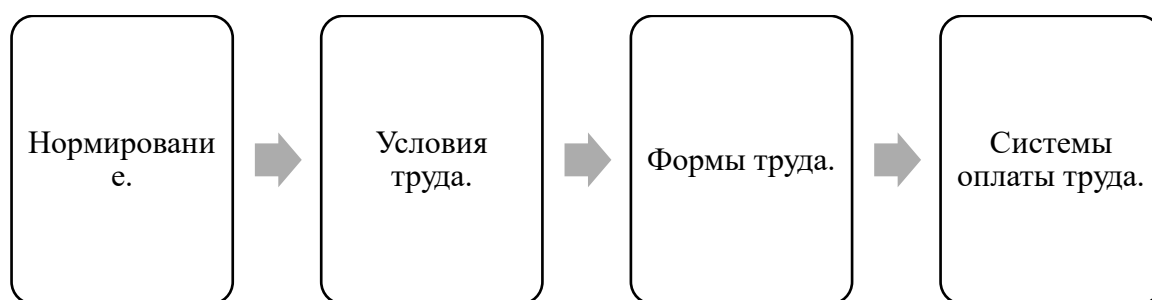 Нормировани
е.
Условия
труда.
Формы труда.
Системы
оплаты труда.